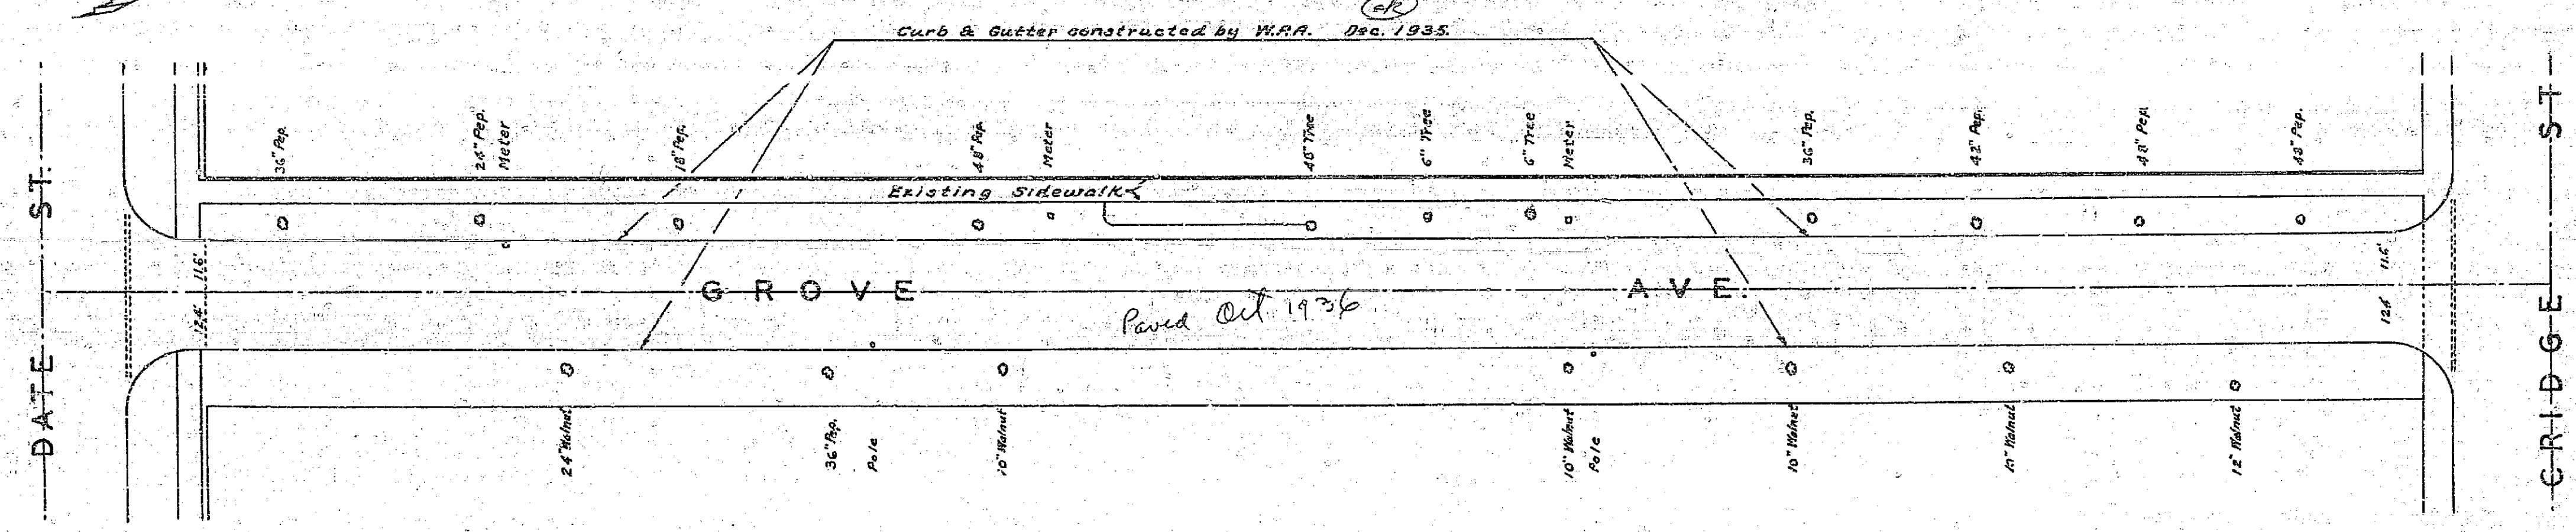 Curb & Gutter constructed by W.P.A. Dec. 1935.
36" Pep.
24" Pep.
Meter
18" Pep.
48" Pep.
Meter
48" Tree
6" Tree
6" Tree
Meter
36" Pep.
42" Pep.
48" Pep.
48" Pep.
Existing Sidewalk
DATE ST.
CRIDGE ST
11.6'
12.4'
GROVE AVE.
Paved Oct 1936
11.6'
12.4
24" Walnut
36" Pep.
Pole
10" Walnut
10" Walnut
Pole
10" Walnut
10" Walnut
12" Walnut